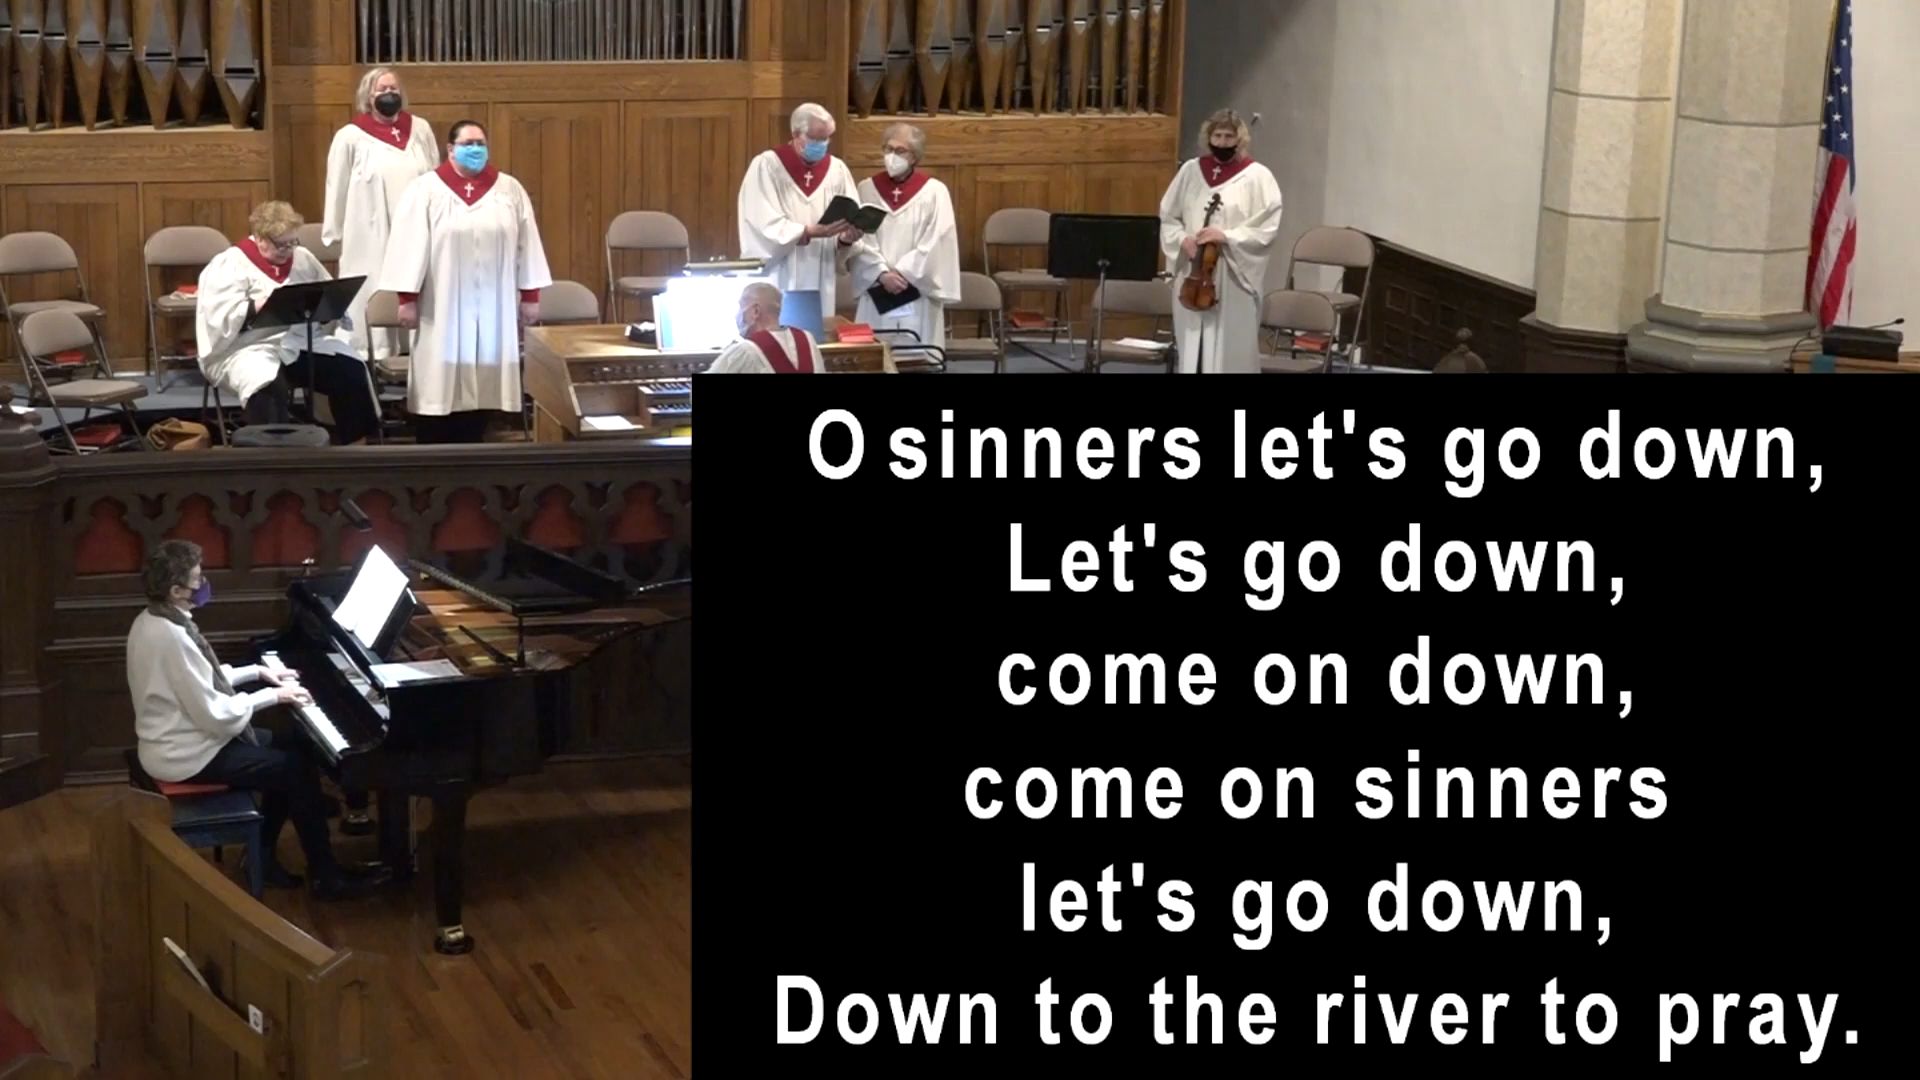 O sinners let's go down,
Let's go down,
come on down,
come on sinners
let's go down,
Down to the river to pray.